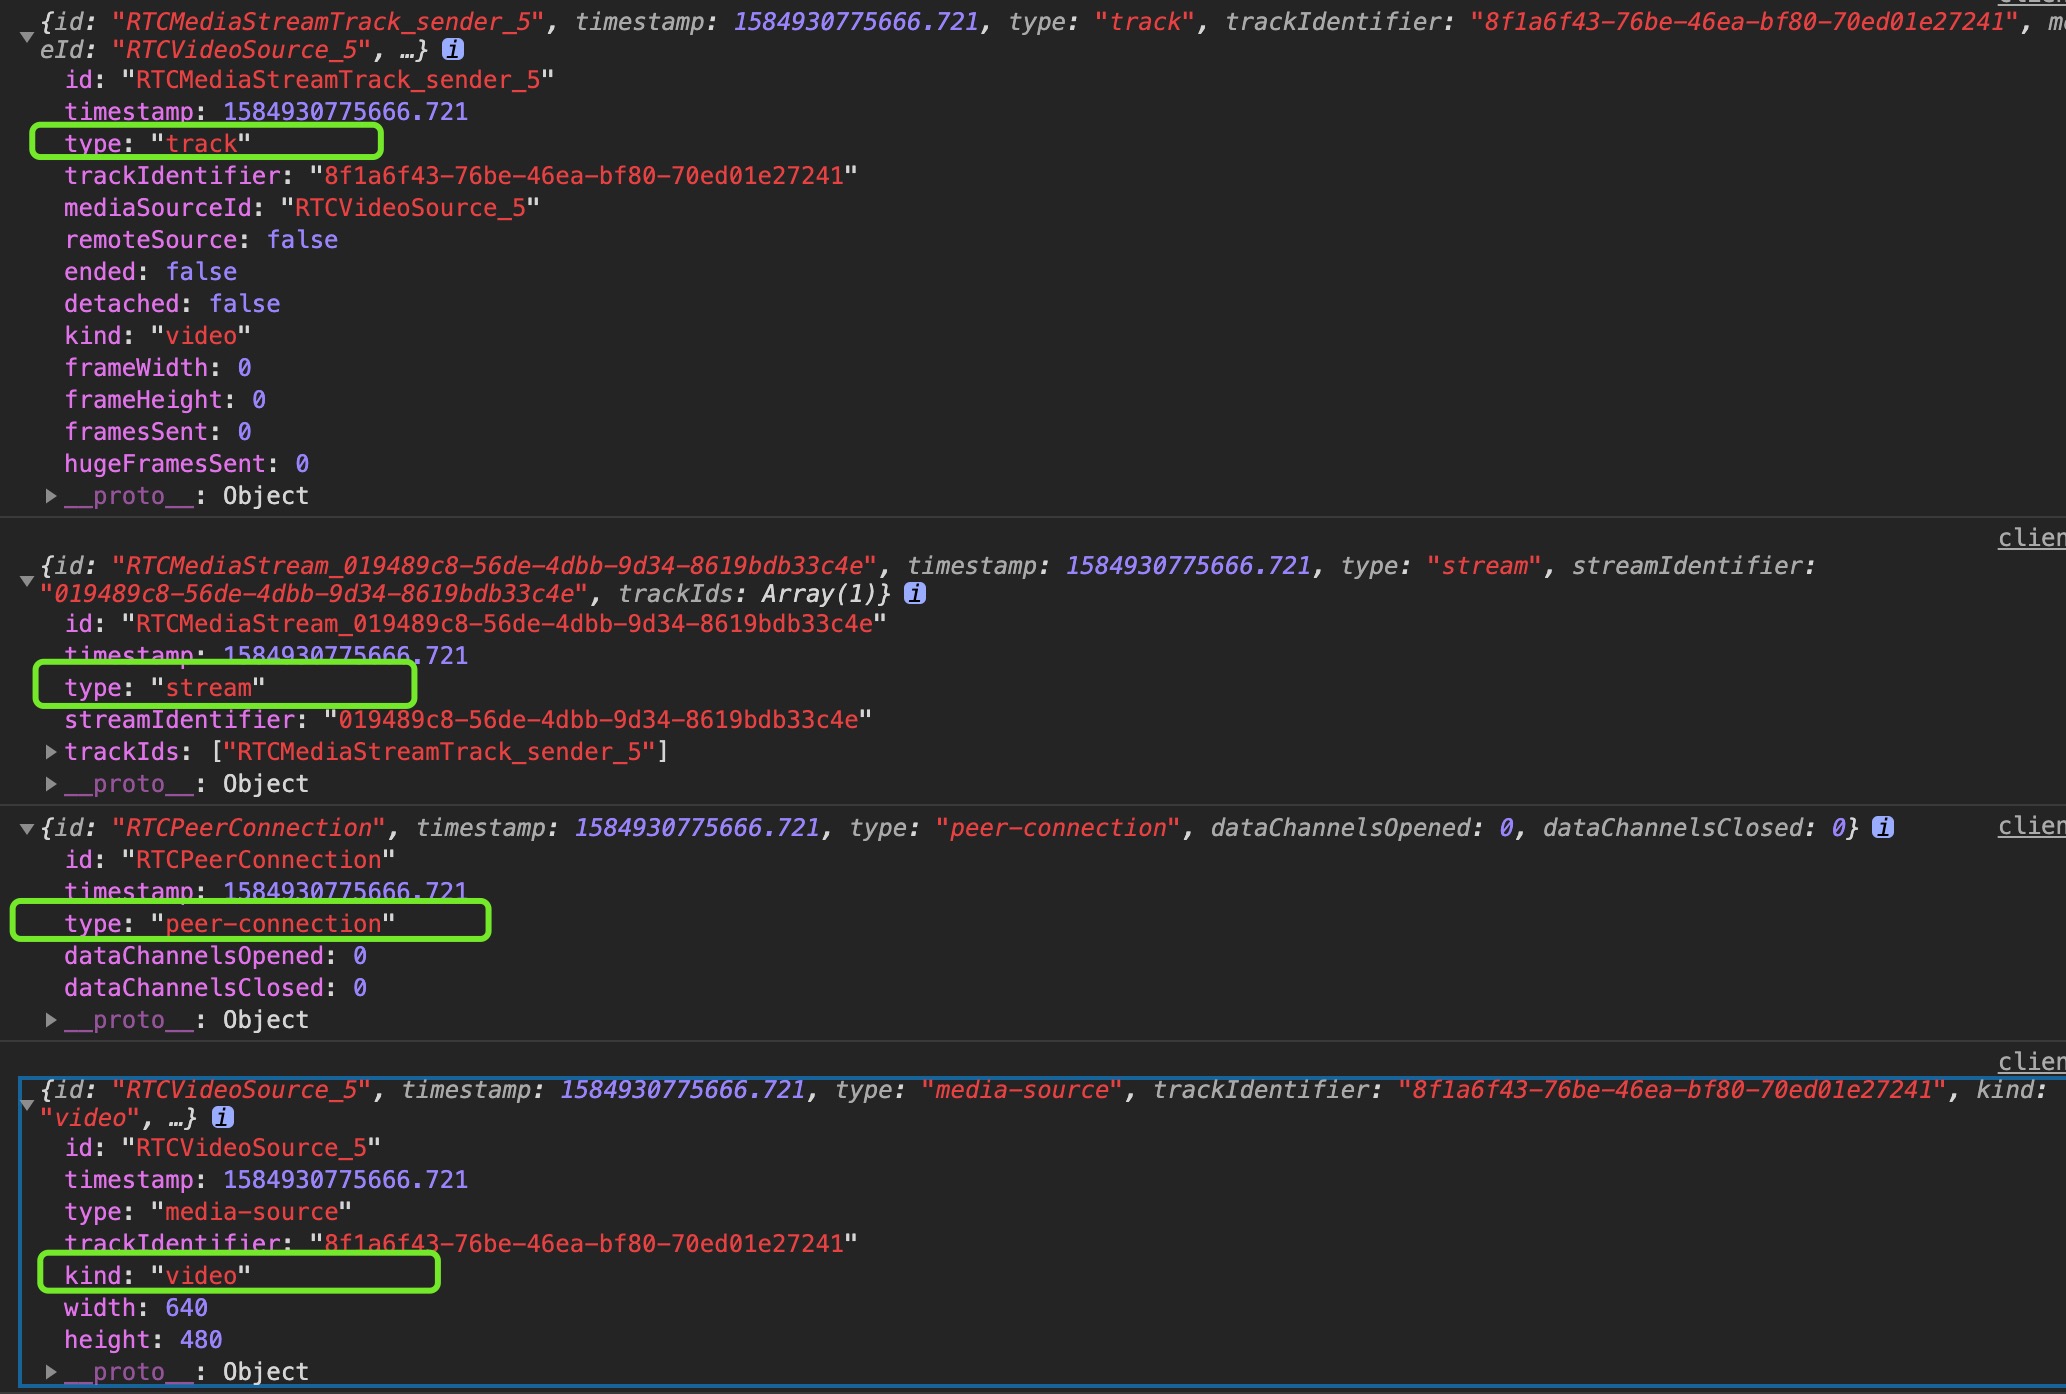 {id: "RTCMediaStreamTrack_sender_5", timestamp: 1584930775666.721, type: "track", trackIdentifier: "8f1a6f43-76be-46ea-bf80-70ed01e27241", m
eId: "RTCVideoSource_5", …} i
id: "RTCMediaStreamTrack_sender_5"
timestamp: 1584930775666.721
type: "track"
trackIdentifier: "8f1a6f43-76be-46ea-bf80-70ed01e27241"
mediaSourceId: "RTCVideoSource_5"
remoteSource: false
ended: false
detached: false
kind: "video"
frameWidth: 0
frameHeight: 0
framesSent: 0
hugeFramesSent: 0
__proto__: Object
clien
{id: "RTCMediaStream_019489c8-56de-4dbb-9d34-8619bdb33c4e", timestamp: 1584930775666.721, type: "stream", streamIdentifier:
"019489c8-56de-4dbb-9d34-8619bdb33c4e", trackIds: Array(1)} i
id: "RTCMediaStream_019489c8-56de-4dbb-9d34-8619bdb33c4e"
timestamp: 1584930775666.721
type: "stream"
streamIdentifier: "019489c8-56de-4dbb-9d34-8619bdb33c4e"
trackIds: ["RTCMediaStreamTrack_sender_5"]
__proto__: Object
{id: "RTCPeerConnection", timestamp: 1584930775666.721, type: "peer-connection", dataChannelsOpened: 0, dataChannelsClosed: 0} i clien
id: "RTCPeerConnection"
timestamp: 1584930775666.721
type: "peer-connection"
dataChannelsOpened: 0
dataChannelsClosed: 0
__proto__: Object
clien
{id: "RTCVideoSource_5", timestamp: 1584930775666.721, type: "media-source", trackIdentifier: "8f1a6f43-76be-46ea-bf80-70ed01e27241", kind:
"video", …} i
id: "RTCVideoSource_5"
timestamp: 1584930775666.721
type: "media-source"
trackIdentifier: "8f1a6f43-76be-46ea-bf80-70ed01e27241"
kind: "video"
width: 640
height: 480
__proto__: Object